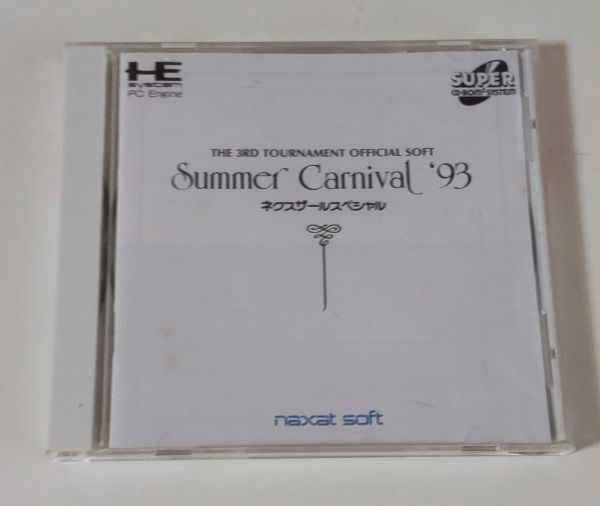 HE
SYSTEM
PC Engine
SUPER
CD-ROM² SYSTEM
THE 3RD TOURNAMENT OFFICIAL SOFT
Summer Carnival '93
ネクスザールスペシャル
naxat soft